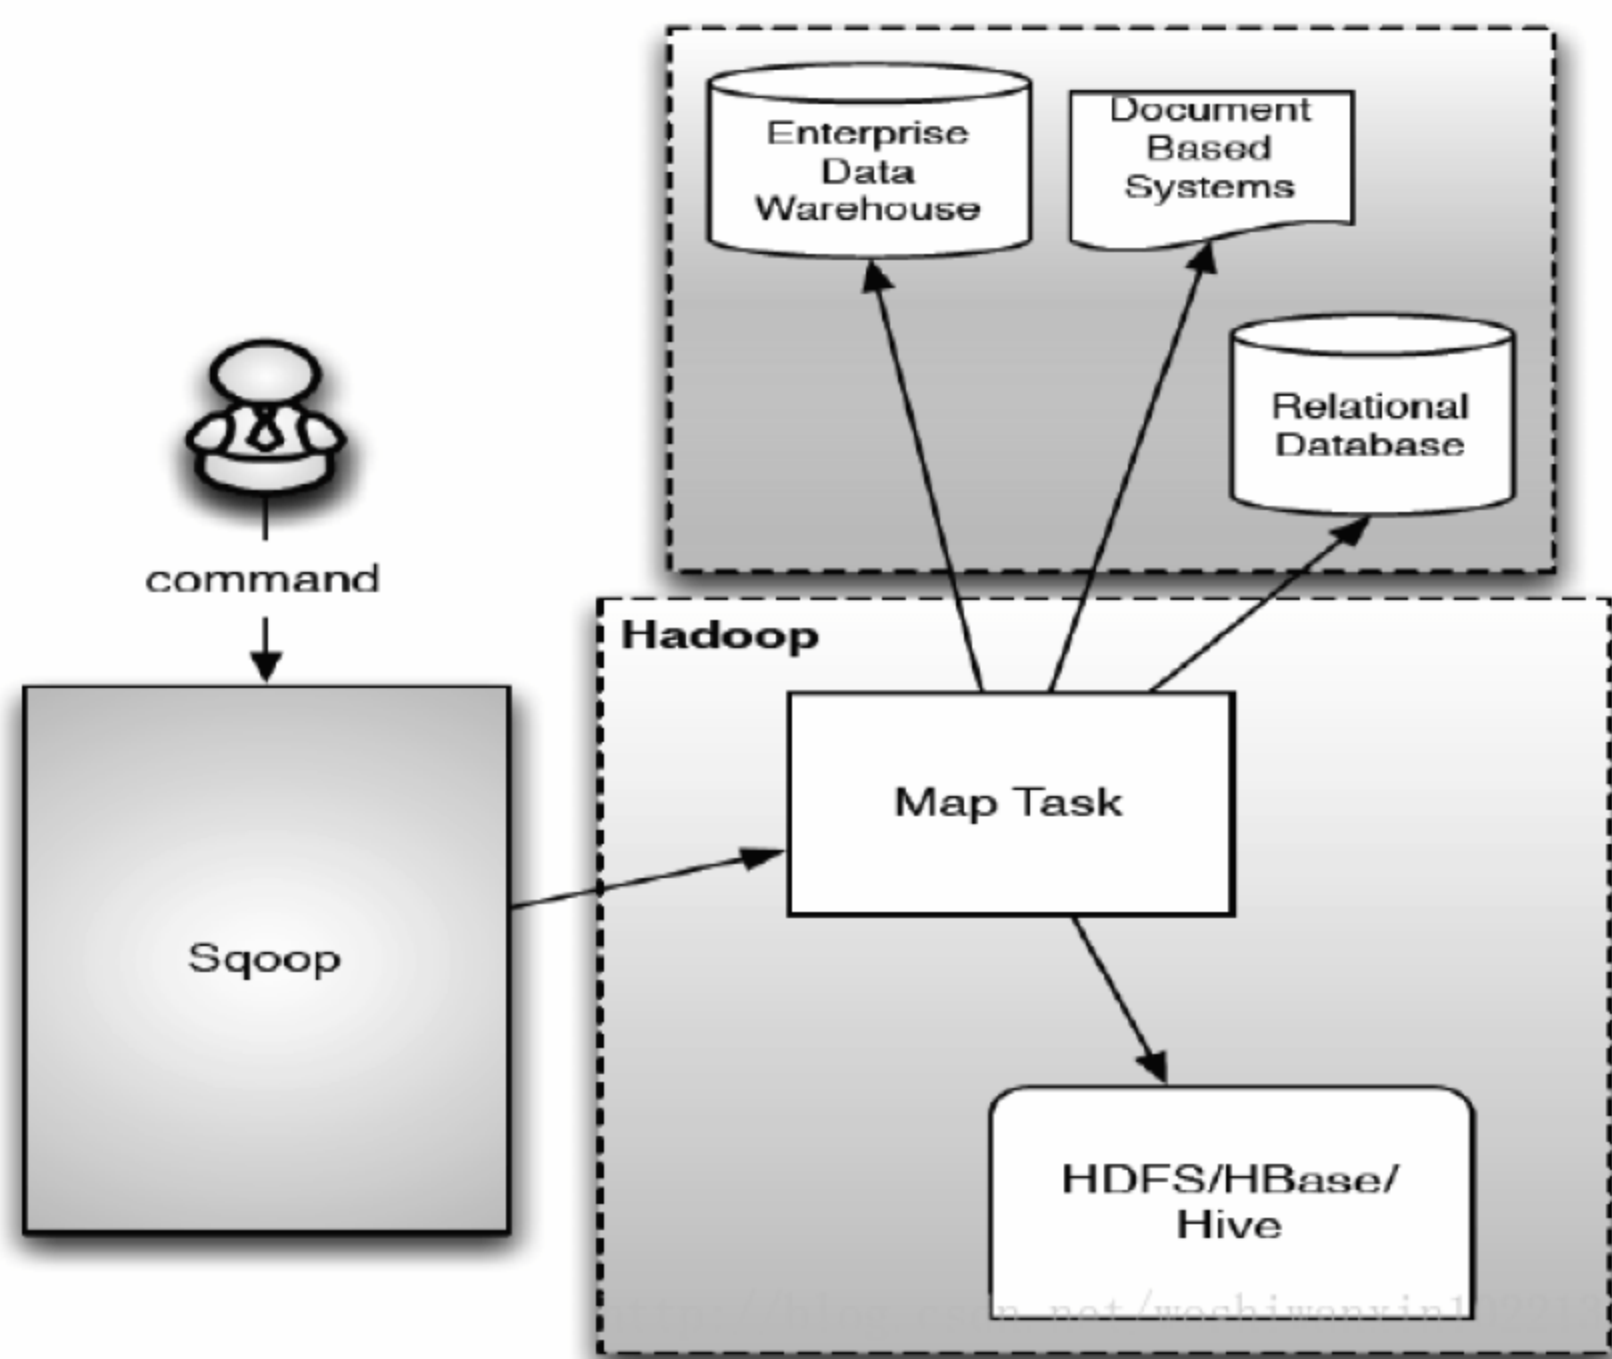 Enterprise
Data
Warehouse
Document
Based
Systems
Relational
Database
command
Hadoop
Map Task
Sqoop
HDFS/HBase/
Hive